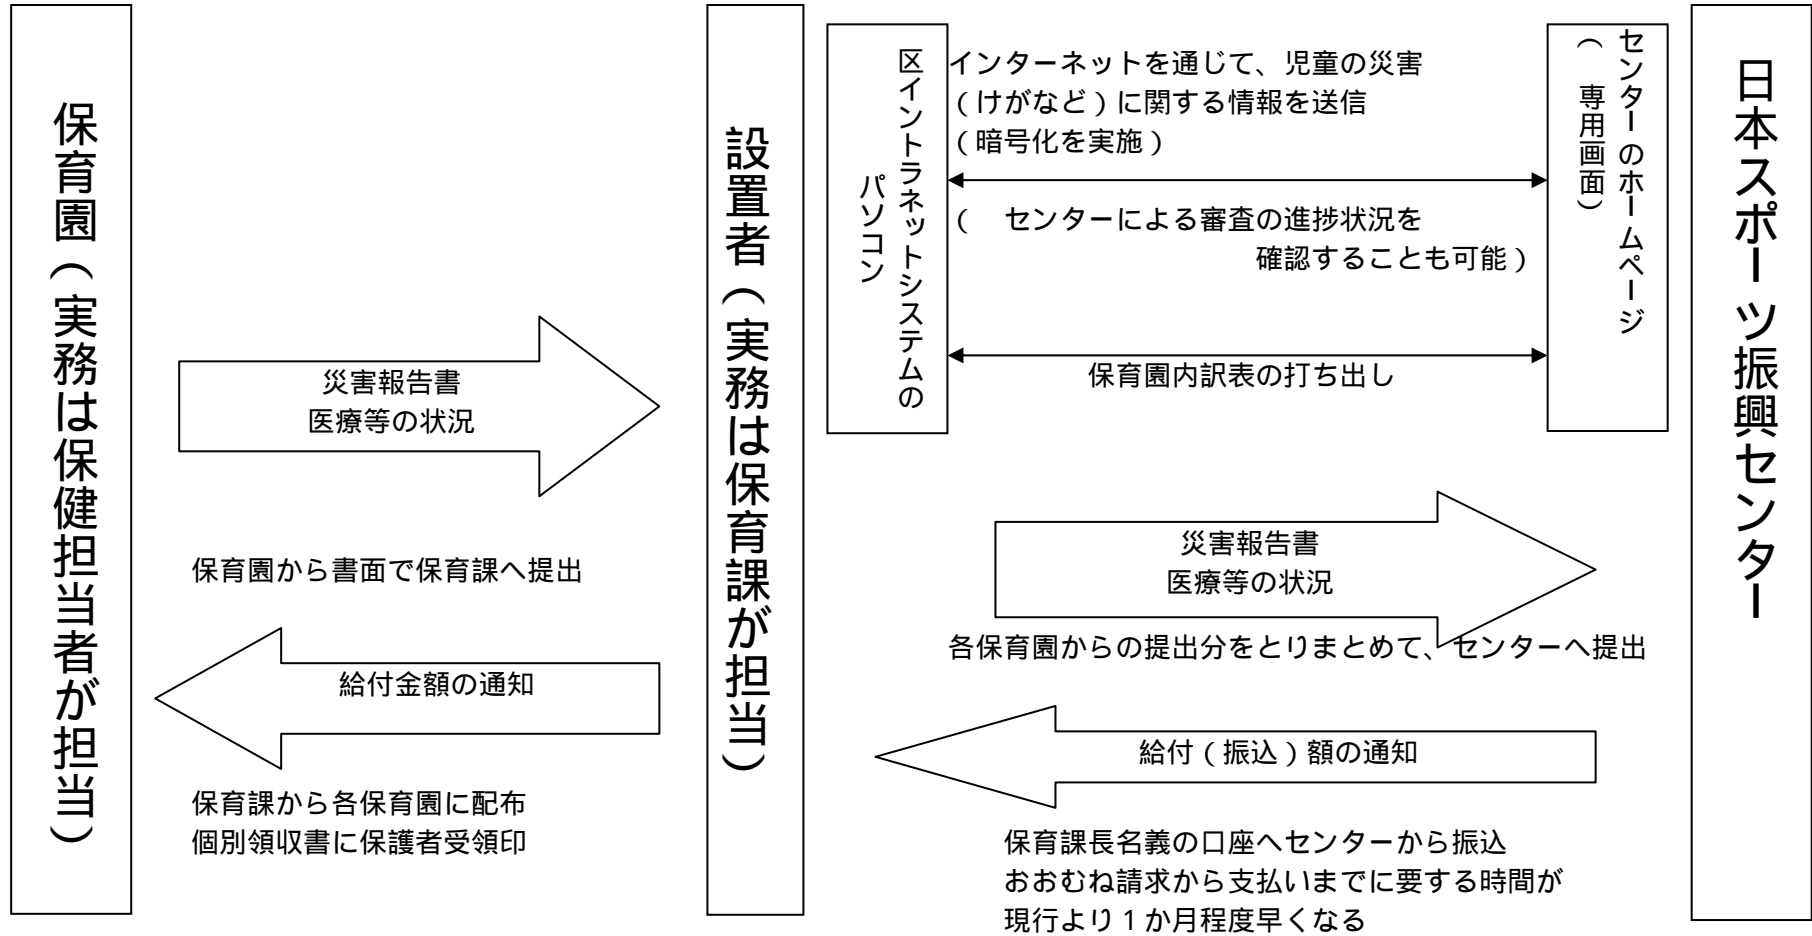 保育園（実務は保健担当者が担当）
災害報告書
医療等の状況
保育園から書面で保育課へ提出
給付金額の通知
保育課から各保育園に配布
個別領収書に保護者受領印
設置者（実務は保育課が担当）
区イントラネットシステムの
パソコン
インターネットを通じて、児童の災害
（けがなど）に関する情報を送信
（暗号化を実施）
（　センターによる審査の進捗状況を
確認することも可能）
保育園内訳表の打ち出し
センターのホームページ
（　専用画面）
災害報告書
医療等の状況
各保育園からの提出分をとりまとめて、センターへ提出
給付（振込）額の通知
保育課長名義の口座へセンターから振込
おおむね請求から支払いまでに要する時間が
現行より１か月程度早くなる
日本スポーツ振興センター